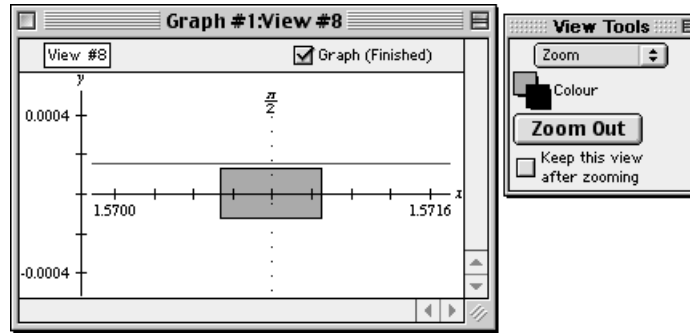 Graph #1:View #8
View #8
Graph (Finished)
y
π
2
0.0004
x
1.5700
1.5716
-0.0004
View Tools
Zoom
Colour
Zoom Out
Keep this view
after zooming